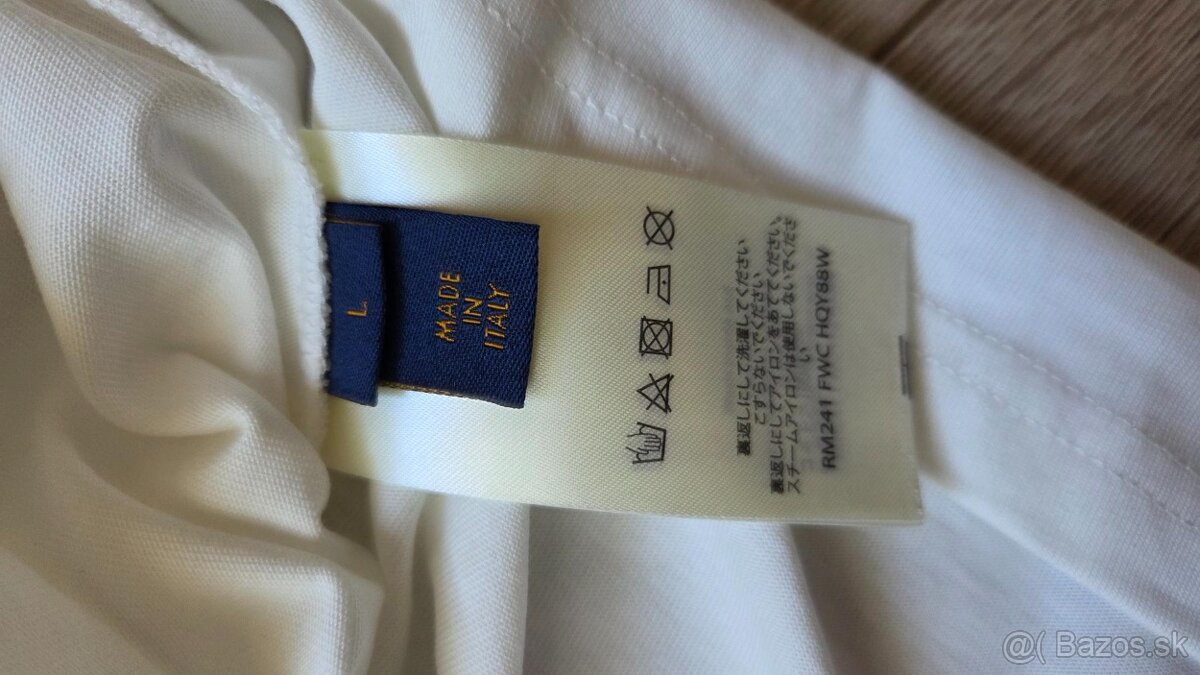 L
MADE
IN
ITALY
裏返しにして洗濯してください
こすらないでください
裏返しにしてアイロンをあててください。
スチームアイロンは使用しないでくださ
い
RM241 FWC HQY88W
@( Bazos.sk